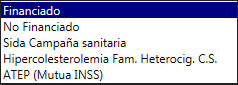 Financiado
No Financiado
Sida Campaña sanitaria
Hipercolesterolemia Fam. Heterocig. C.S.
ATEP (Mutua INSS)